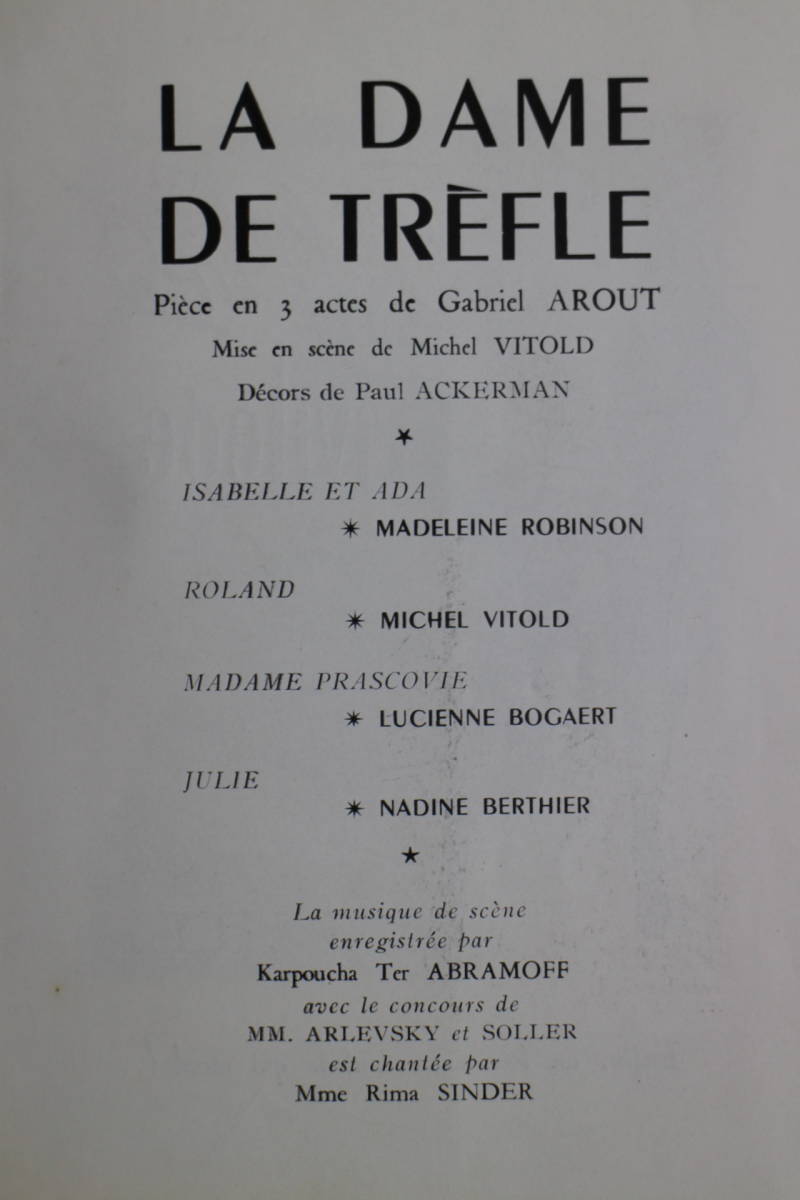 LA DAME
DE TRÈFLE
Pièce en 3 actes de Gabriel AROUT
Mise en scène de Michel VITOLD
Décors de Paul ACKERMAN
ISABELLE ET ADA
MADELEINE ROBINSON
ROLAND
MICHEL VITOLD
MADAME PRASCOVIE
LUCIENNE BOGAERT
JULIE
NADINE BERTHIER
La musique de scène
enregistrée par
Karpoucha Ter ABRAMOFF
avec le concours de
MM. ARLEVSKY et SOLLER
est chantée par
Mme Rima SINDER